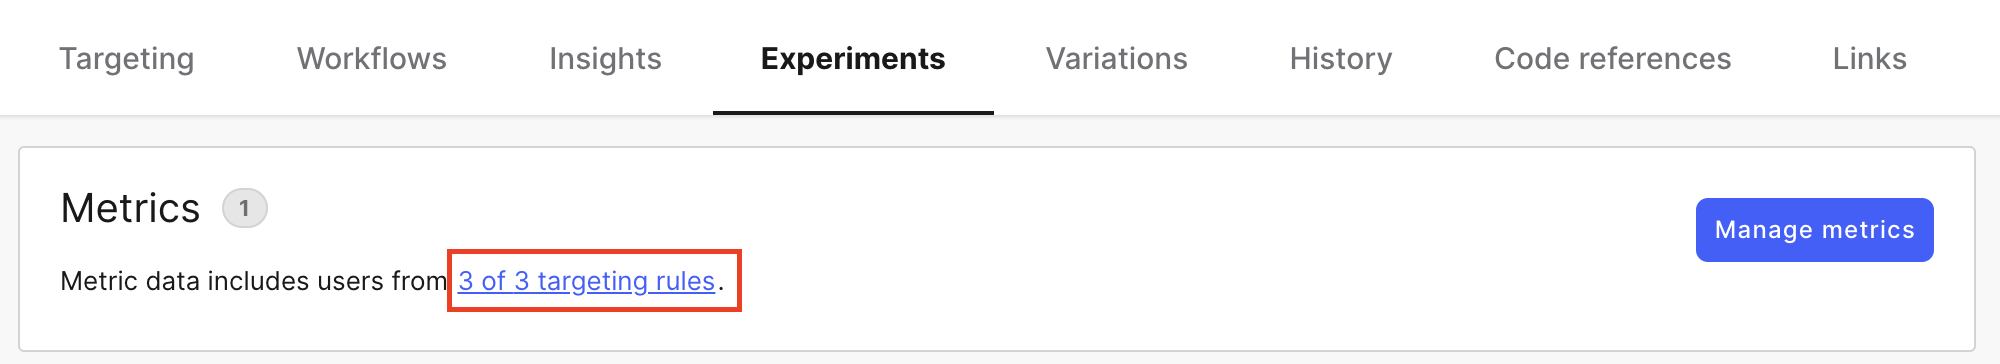 Targeting Workflows Insights Experiments Variations History Code references Links
Metrics 1
Manage metrics
Metric data includes users from 3 of 3 targeting rules.